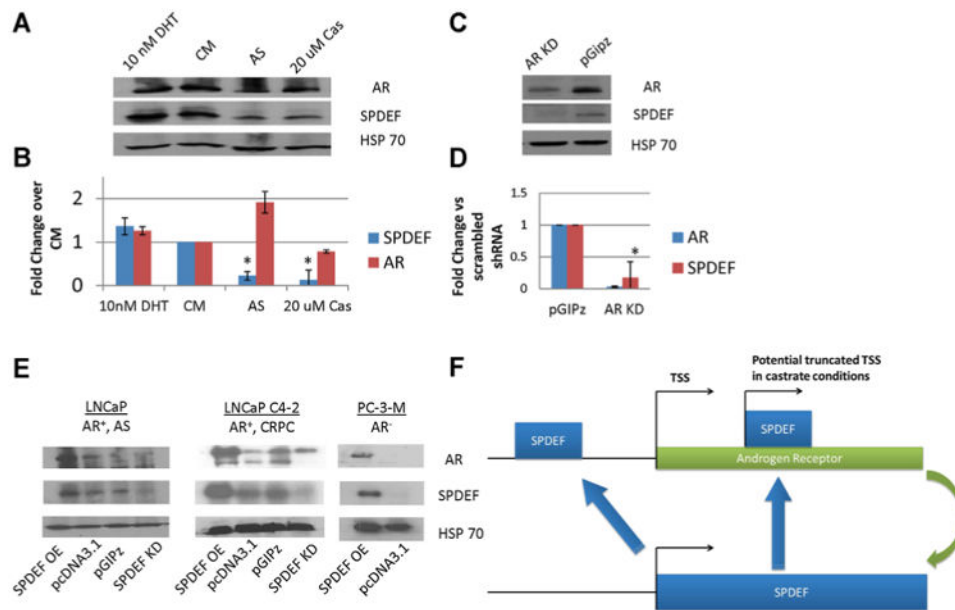 A
10 nM DHT
CM
AS
20 uM Cas
AR
SPDEF
HSP 70
B
Fold Change over
CM
2
1
0
*
*
SPDEF
AR
10nM DHT
CM
AS
20 uM Cas
C
AR KD
pGipz
AR
SPDEF
HSP 70
D
Fold Change vs
scrambled
shRNA
1.5
1
0.5
0
*
AR
SPDEF
pGIPz
AR KD
E
LNCaP
AR+, AS
LNCaP C4-2
AR+, CRPC
PC-3-M
AR-
AR
SPDEF
HSP 70
SPDEF OE
pcDNA3.1
pGIPz
SPDEF KD
SPDEF OE
pcDNA3.1
pGIPz
SPDEF KD
SPDEF OE
pcDNA3.1
F
TSS
Potential truncated TSS
in castrate conditions
SPDEF
SPDEF
Androgen Receptor
SPDEF